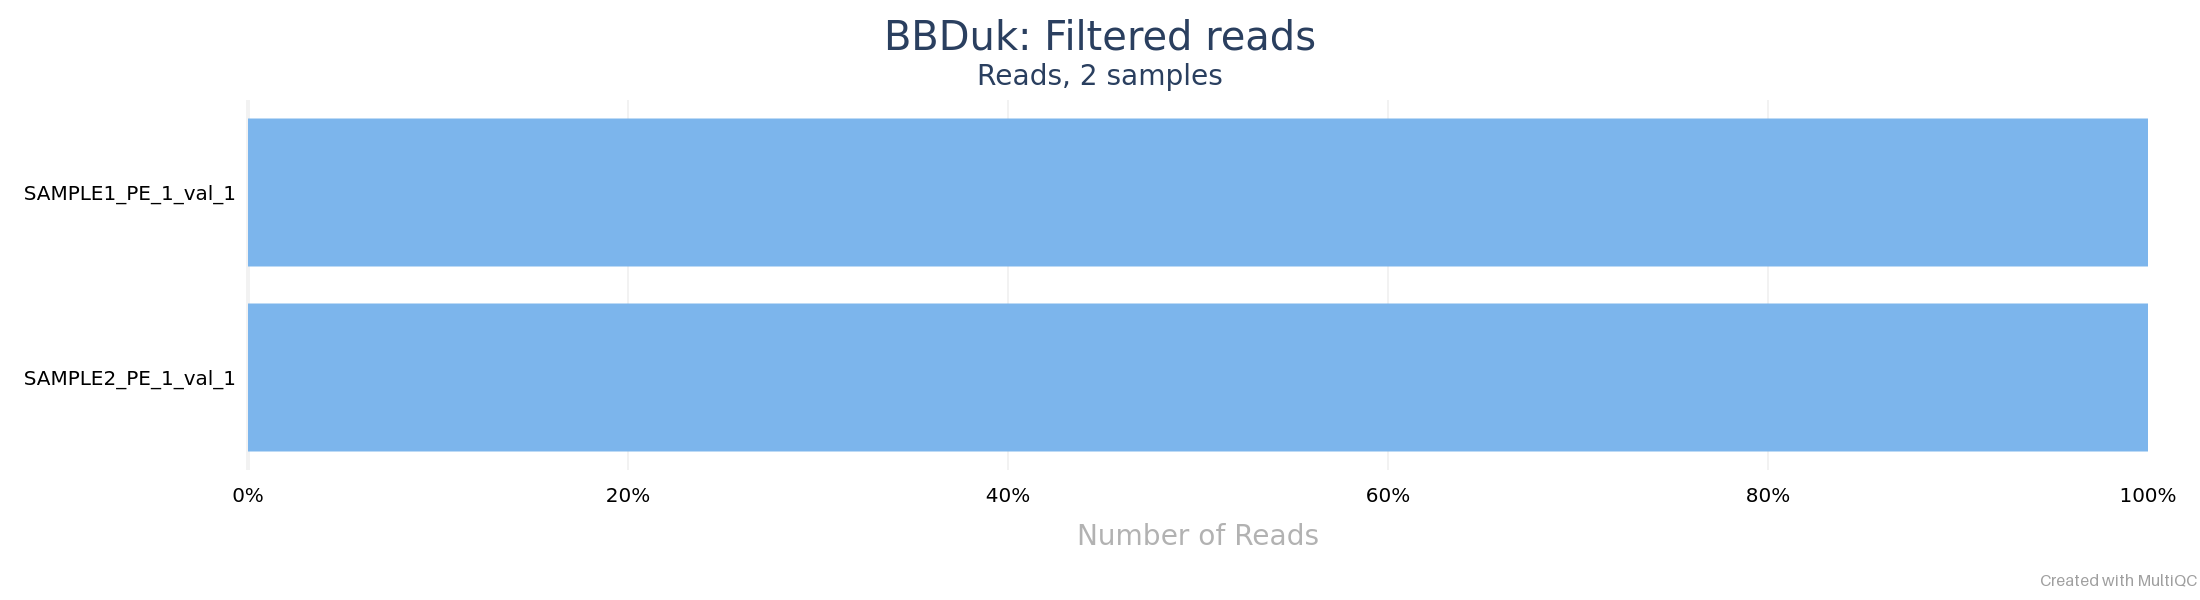 BBDuk: Filtered reads
Reads, 2 samples
SAMPLE1_PE_1_val_1
SAMPLE2_PE_1_val_1
0% 20% 40% 60% 80% 100%
Number of Reads
Created with MultiQC